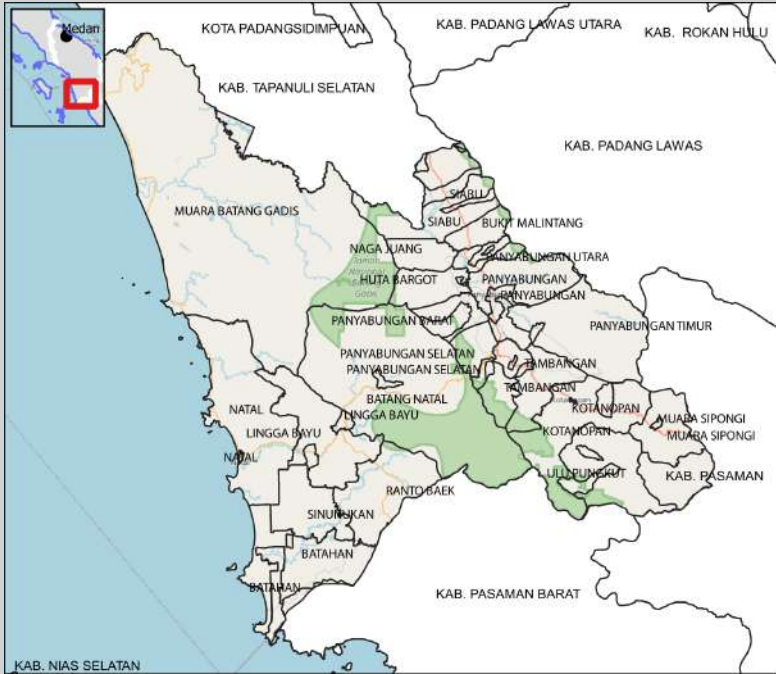 Medan
KOTA PADANGSIDIMPUAN
KAB. PADANG LAWAS UTARA
KAB. ROKAN HULU
KAB. TAPANULI SELATAN
KAB. PADANG LAWAS
SIABU
MUARA BATANG GADIS
SIABU
BUKIT MALINTANG
NAGA JUANG
PANYABUNGAN UTARA
Taman
Nasional
HUTA BARGOT
PANYABUNGAN
PANYABUNGAN
PANYABUNGAN BARAT
PANYABUNGAN TIMUR
PANYABUNGAN SELATAN
PANYABUNGAN SELATAN
TAMBANGAN
TAMBANGAN
BATANG NATAL
NATAL
LINGGA BAYU
KOTANOPAN
MUARA SIPONGI
LINGGA BAYU
KOTANOPAN
MUARA SIPONGI
NATAL
ULU PUNGKUT
KAB. PASAMAN
RANTO BAEK
SINUNUKAN
BATAHAN
BATAHAN
KAB. PASAMAN BARAT
KAB. NIAS SELATAN